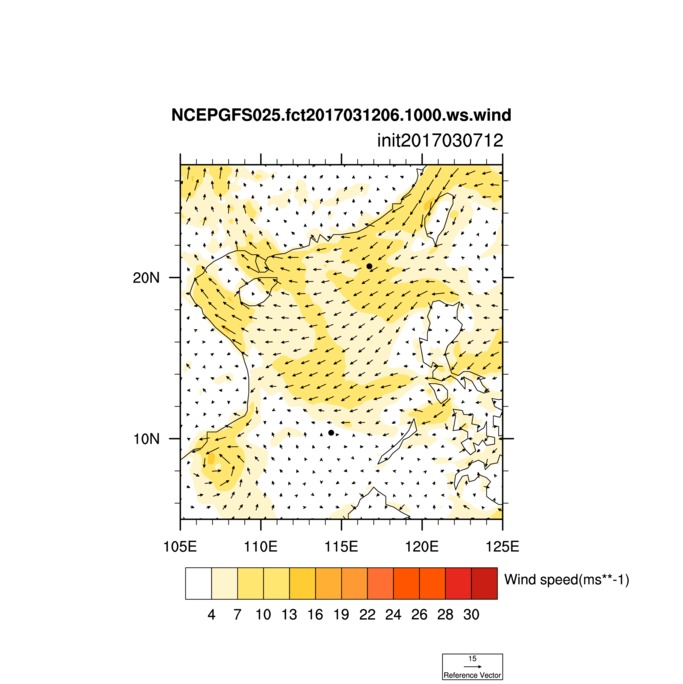 NCEPGFS025.fct2017031206.1000.ws.wind
init2017030712
20N
10N
105E 110E 115E 120E 125E
Wind speed(ms**-1)
4 7 10 13 16 19 22 24 26 28 30
15
Reference Vector